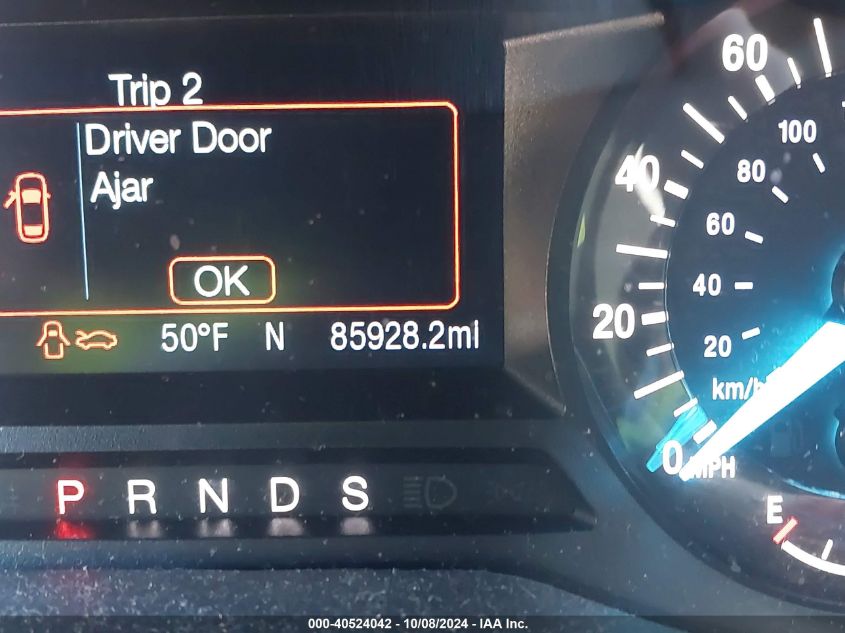 Trip 2
Driver Door
Ajar
OK
50°F N 85928.2mi
P R N D S
60
40
20
0
MPH
100
80
60
40
20
km/h
E
000-40524042 - 10/08/2024 - IAA Inc.